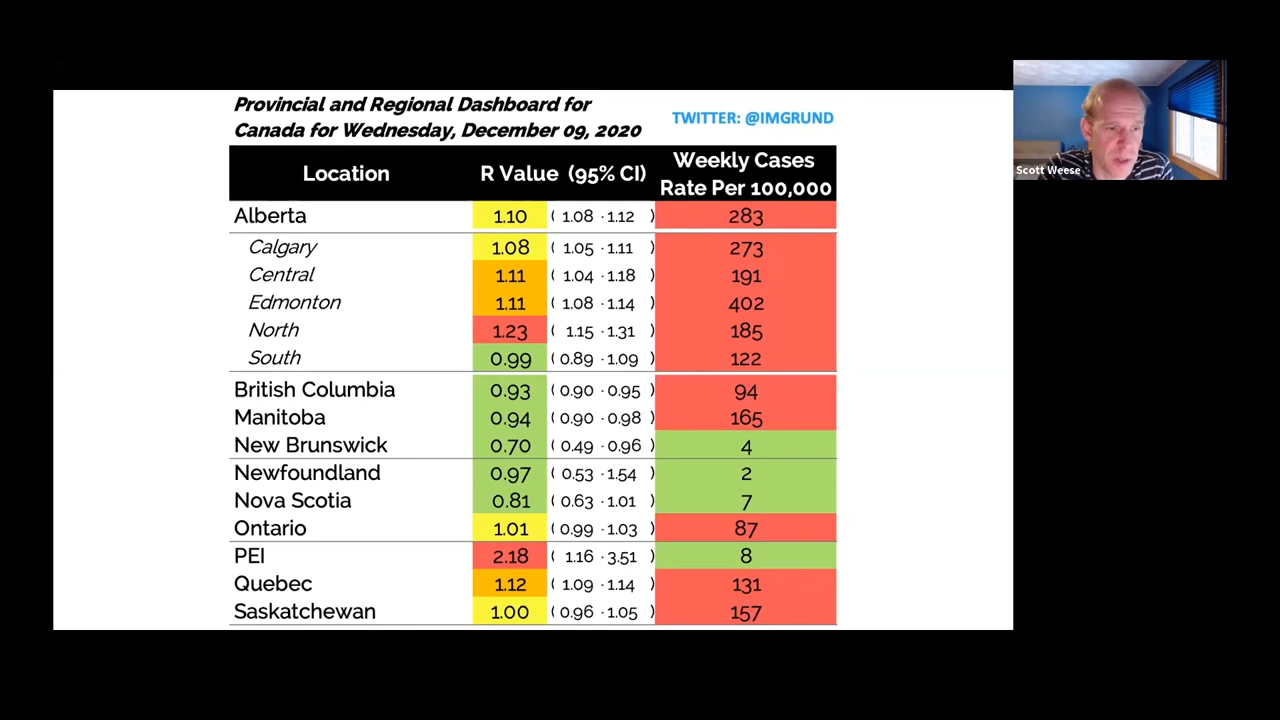 Provincial and Regional Dashboard for
Canada for Wednesday, December 09, 2020
TWITTER: @IMGRUND
Location R Value (95% CI) Weekly Cases
Rate Per 100,000
Alberta 1.10 ( 1.08 · 1.12 ) 283
Calgary 1.08 ( 1.05 · 1.11 ) 273
Central 1.11 ( 1.04 · 1.18 ) 191
Edmonton 1.11 ( 1.08 · 1.14 ) 402
North 1.23 ( 1.15 · 1.31 ) 185
South 0.99 ( 0.89 · 1.09 ) 122
British Columbia 0.93 ( 0.90 · 0.95 ) 94
Manitoba 0.94 ( 0.90 · 0.98 ) 165
New Brunswick 0.70 ( 0.49 · 0.96 ) 4
Newfoundland 0.97 ( 0.53 · 1.54 ) 2
Nova Scotia 0.81 ( 0.63 · 1.01 ) 7
Ontario 1.01 ( 0.99 · 1.03 ) 87
PEI 2.18 ( 1.16 · 3.51 ) 8
Quebec 1.12 ( 1.09 · 1.14 ) 131
Saskatchewan 1.00 ( 0.96 · 1.05 ) 157
Scott Weese